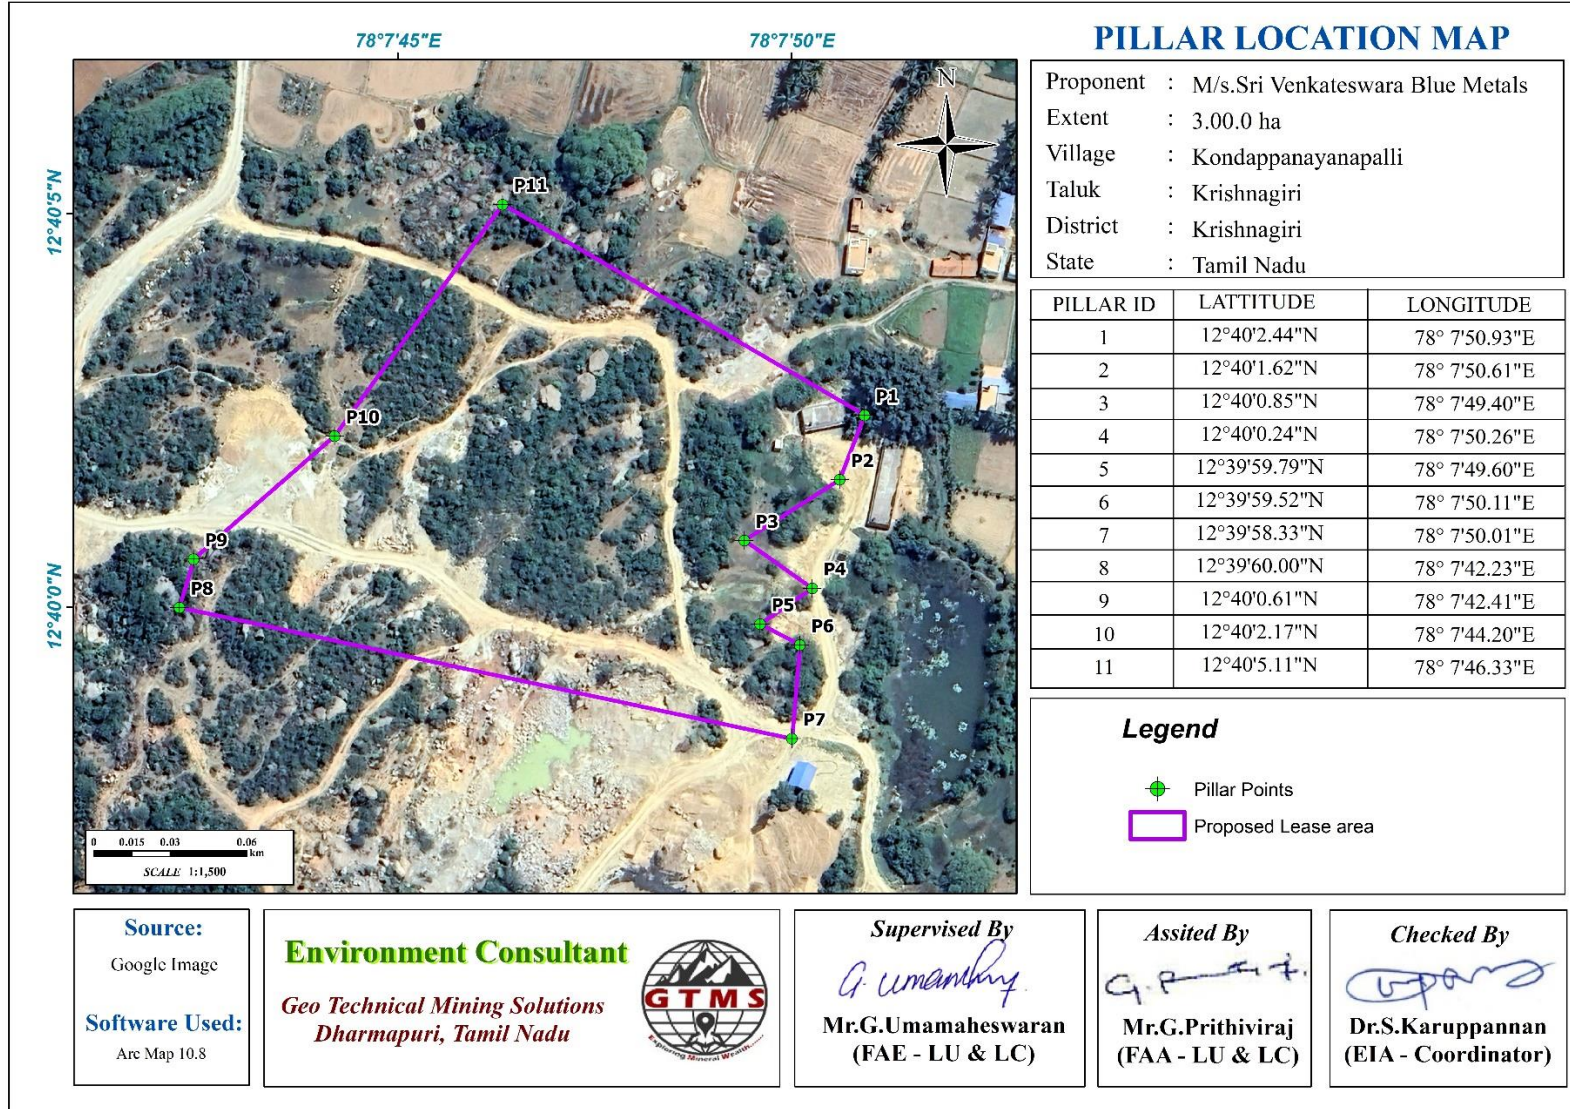 78°7'45"E
78°7'50"E
12°40'5"N
12°40'0"N
N
P11
P10
P1
P2
P3
P9
P8
P4
P5
P6
P7
0 0.015 0.03 0.06
km
SCALE 1:1,500
PILLAR LOCATION MAP
Proponent : M/s.Sri Venkateswara Blue Metals
Extent : 3.00.0 ha
Village : Kondappanayanapalli
Taluk : Krishnagiri
District : Krishnagiri
State : Tamil Nadu
PILLAR ID LATTITUDE LONGITUDE
1 12°40'2.44"N 78° 7'50.93"E
2 12°40'1.62"N 78° 7'50.61"E
3 12°40'0.85"N 78° 7'49.40"E
4 12°40'0.24"N 78° 7'50.26"E
5 12°39'59.79"N 78° 7'49.60"E
6 12°39'59.52"N 78° 7'50.11"E
7 12°39'58.33"N 78° 7'50.01"E
8 12°39'60.00"N 78° 7'42.23"E
9 12°40'0.61"N 78° 7'42.41"E
10 12°40'2.17"N 78° 7'44.20"E
11 12°40'5.11"N 78° 7'46.33"E
Legend
Pillar Points
Proposed Lease area
Source:
Google Image
Software Used:
Arc Map 10.8
Environment Consultant
Geo Technical Mining Solutions
Dharmapuri, Tamil Nadu
GTMS
Exploring Mineral Wealth......
Supervised By
G. Umamhy
Mr.G.Umamaheswaran
(FAE - LU & LC)
Assited By
Mr.G.Prithiviraj
(FAA - LU & LC)
Checked By
Dr.S.Karuppannan
(EIA - Coordinator)